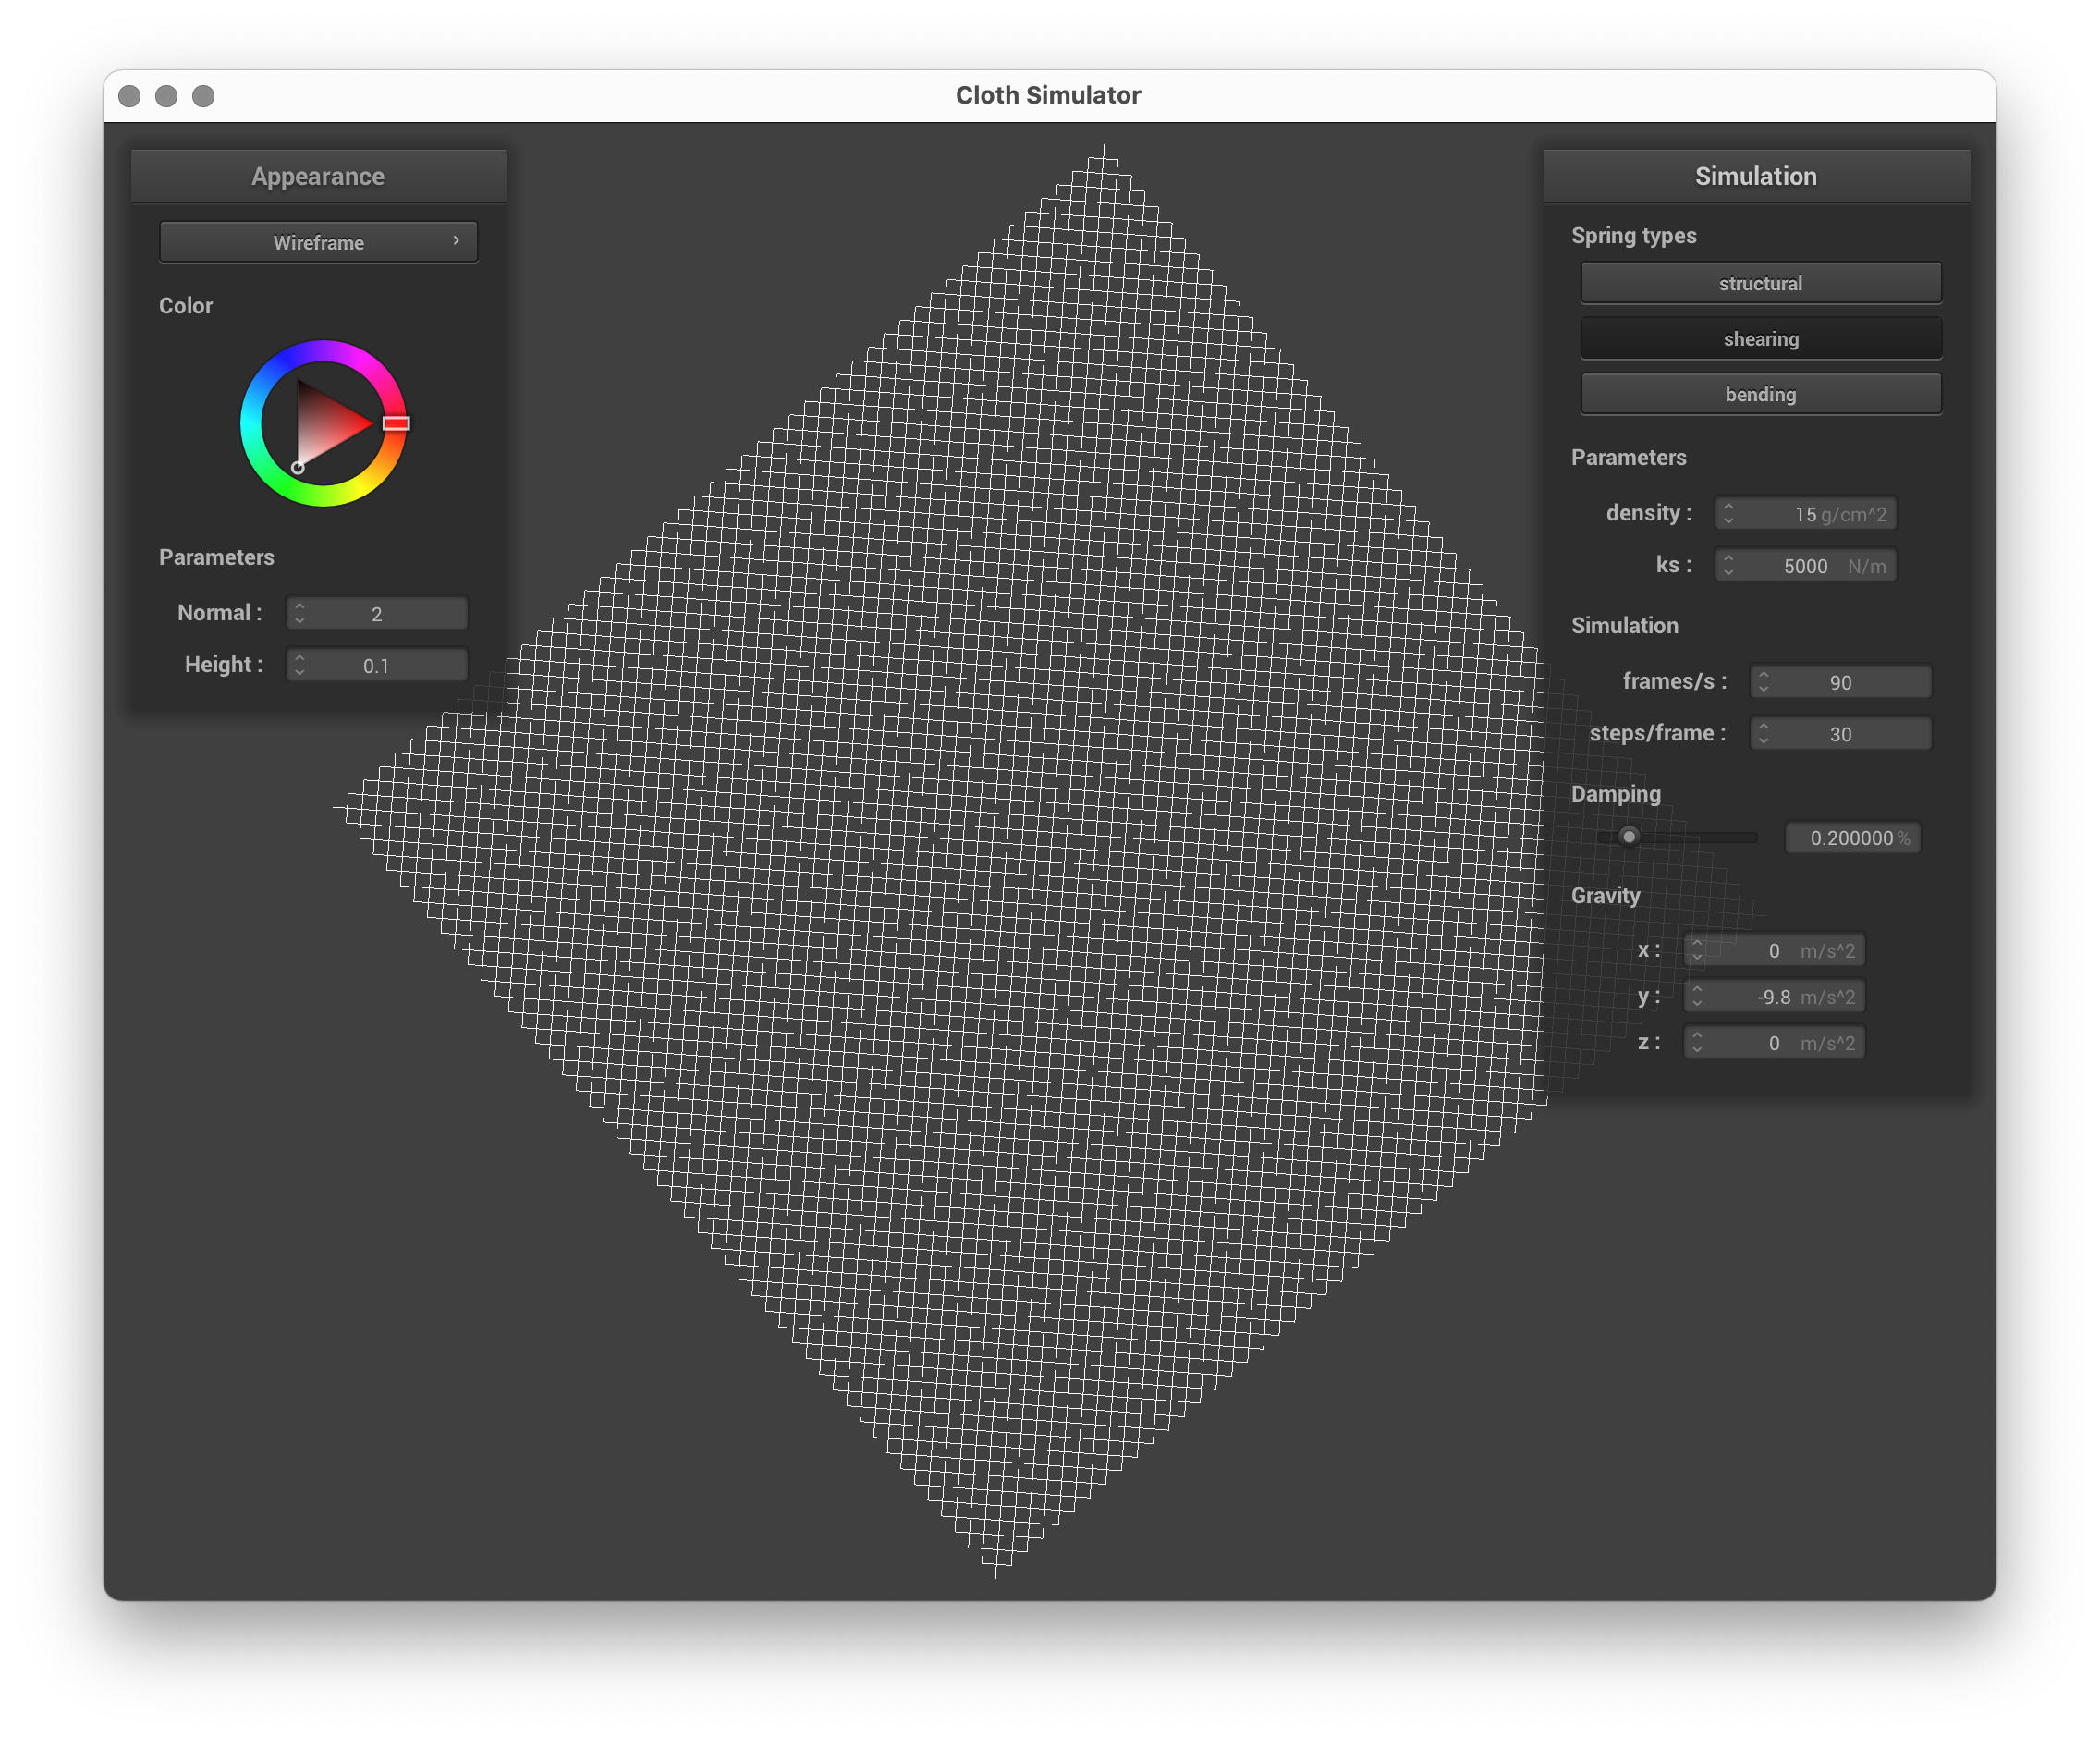 Cloth Simulator
Appearance
Wireframe
Color
Parameters
Normal : 2
Height : 0.1
Simulation
Spring types
structural
shearing
bending
Parameters
density : 15 g/cm^2
ks : 5000 N/m
Simulation
frames/s : 90
steps/frame : 30
Damping
0.200000 %
Gravity
x : 0 m/s^2
y : -9.8 m/s^2
z : 0 m/s^2